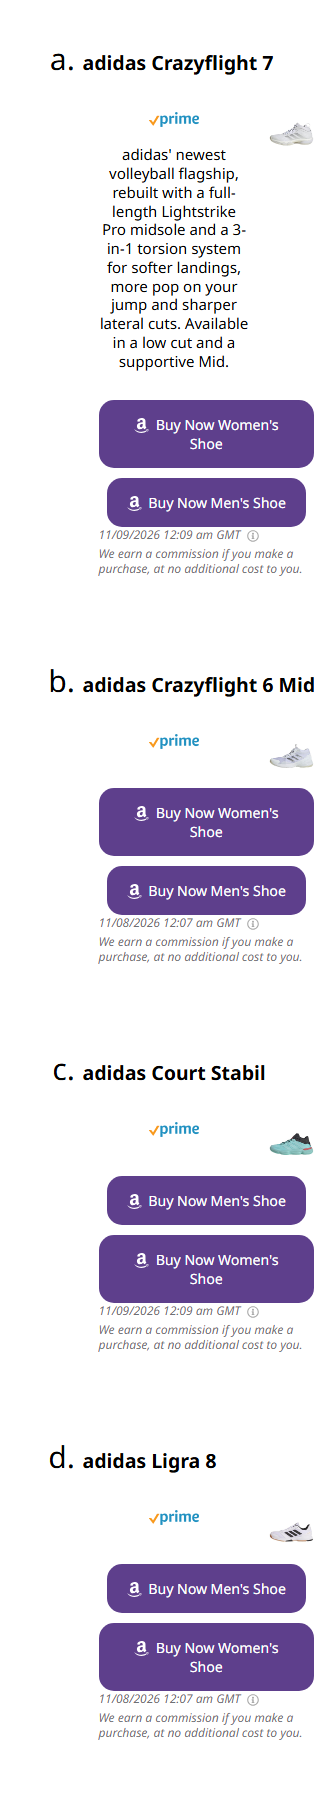 a. adidas Crazyflight 7
prime
adidas' newest
volleyball flagship,
rebuilt with a full-
length Lightstrike
Pro midsole and a 3-
in-1 torsion system
for softer landings,
more pop on your
jump and sharper
lateral cuts. Available
in a low cut and a
supportive Mid.
a Buy Now Women's
Shoe
a Buy Now Men's Shoe
11/09/2026 12:09 am GMT
We earn a commission if you make a
purchase, at no additional cost to you.
b. adidas Crazyflight 6 Mid
prime
a Buy Now Women's
Shoe
a Buy Now Men's Shoe
11/08/2026 12:07 am GMT
We earn a commission if you make a
purchase, at no additional cost to you.
c. adidas Court Stabil
prime
a Buy Now Men's Shoe
a Buy Now Women's
Shoe
11/09/2026 12:09 am GMT
We earn a commission if you make a
purchase, at no additional cost to you.
d. adidas Ligra 8
prime
a Buy Now Men's Shoe
a Buy Now Women's
Shoe
11/08/2026 12:07 am GMT
We earn a commission if you make a
purchase, at no additional cost to you.